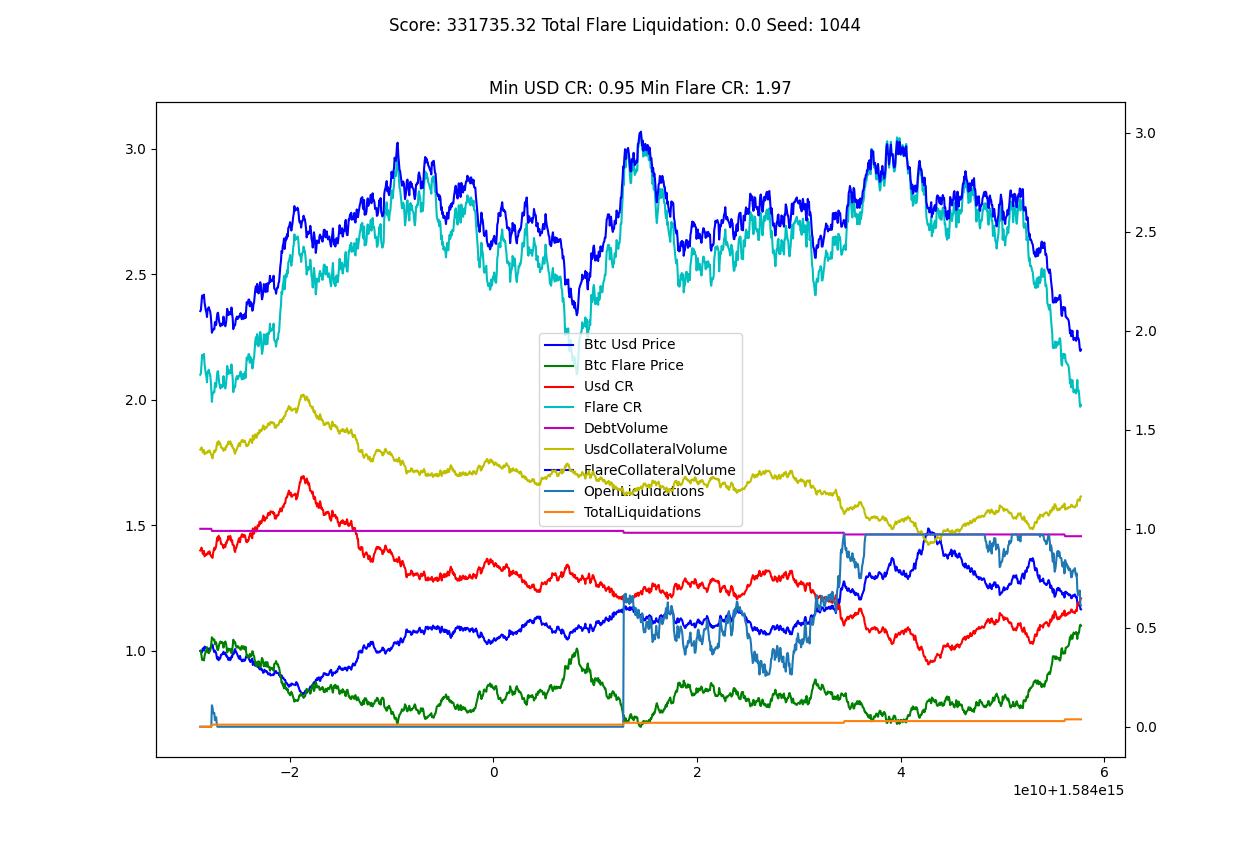 Score: 331735.32 Total Flare Liquidation: 0.0 Seed: 1044
Min USD CR: 0.95 Min Flare CR: 1.97
3.0
2.5
2.0
1.5
1.0
3.0
2.5
2.0
1.5
1.0
0.5
0.0
Btc Usd Price
Btc Flare Price
Usd CR
Flare CR
DebtVolume
UsdCollateralVolume
FlareCollateralVolume
OpenLiquidations
TotalLiquidations
−2 0 2 4 6
1e10+1.584e15